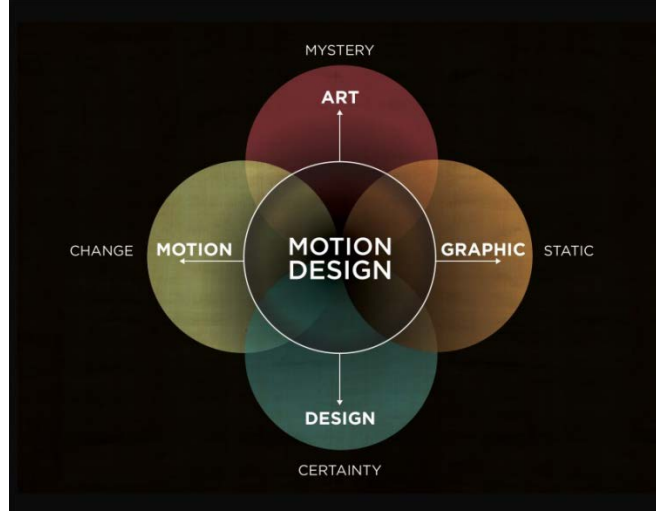 MYSTERY
ART
CHANGE
MOTION
MOTION
DESIGN
GRAPHIC
STATIC
DESIGN
CERTAINTY